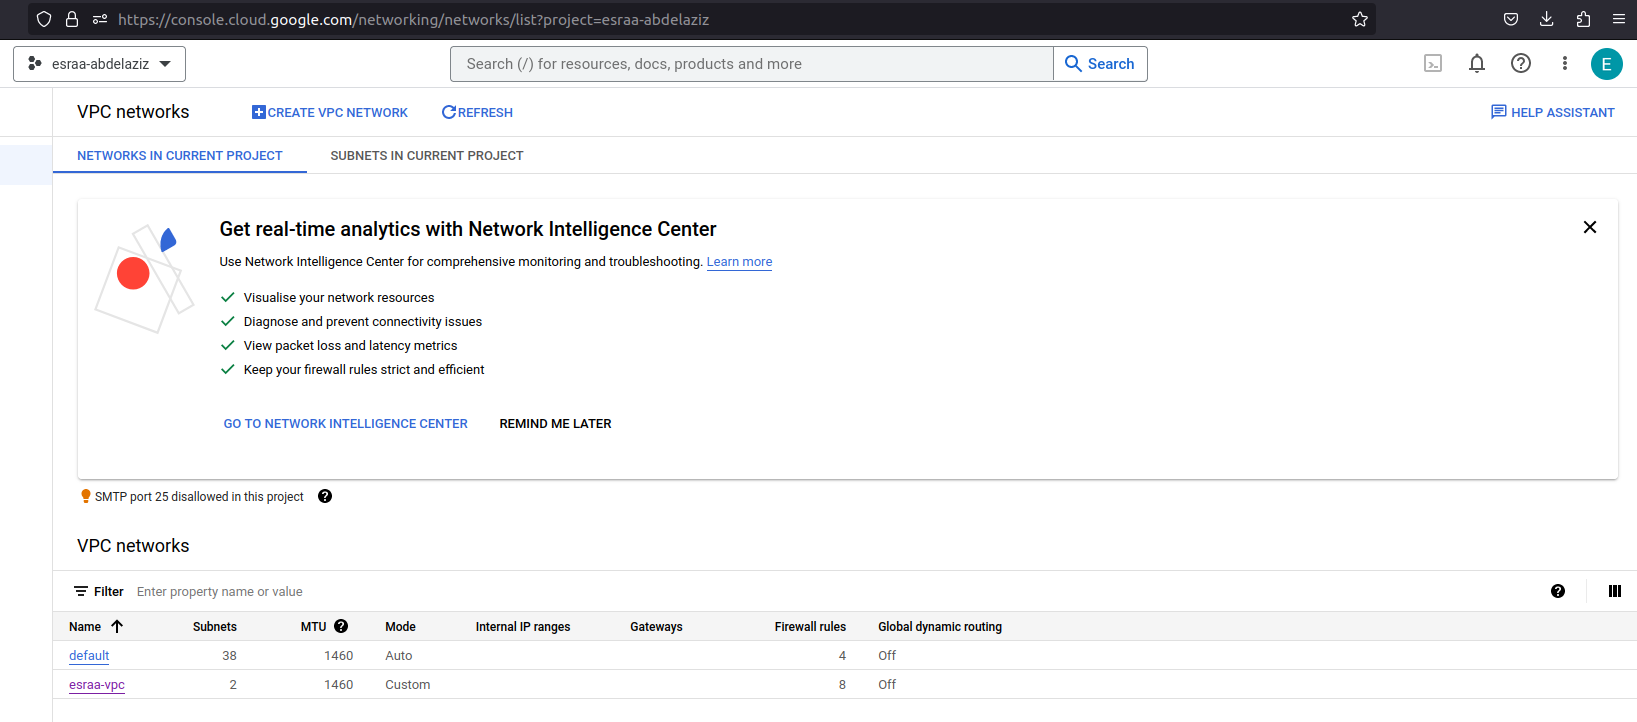 https://console.cloud.google.com/networking/networks/list?project=esraa-abdelaziz
esraa-abdelaziz Search (/) for resources, docs, products and more Search E
VPC networks CREATE VPC NETWORK REFRESH HELP ASSISTANT
NETWORKS IN CURRENT PROJECT SUBNETS IN CURRENT PROJECT
Get real-time analytics with Network Intelligence Center
Use Network Intelligence Center for comprehensive monitoring and troubleshooting. Learn more
Visualise your network resources
Diagnose and prevent connectivity issues
View packet loss and latency metrics
Keep your firewall rules strict and efficient
GO TO NETWORK INTELLIGENCE CENTER REMIND ME LATER
SMTP port 25 disallowed in this project
VPC networks
Filter Enter property name or value
Name Subnets MTU Mode Internal IP ranges Gateways Firewall rules Global dynamic routing
default 38 1460 Auto 4 Off
esraa-vpc 2 1460 Custom 8 Off